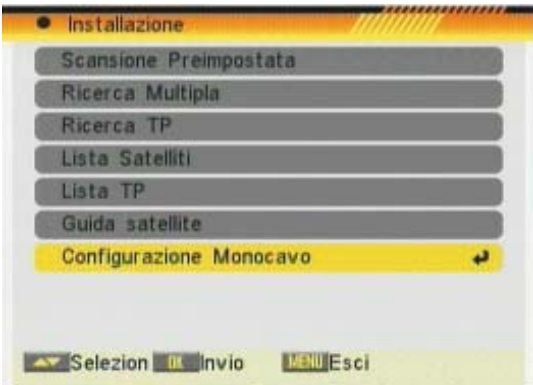 Installazione
Scansione Preimpostata
Ricerca Multipla
Ricerca TP
Lista Satelliti
Lista TP
Guida satellite
Configurazione Monocavo
Selezion OK Invio MENU Esci